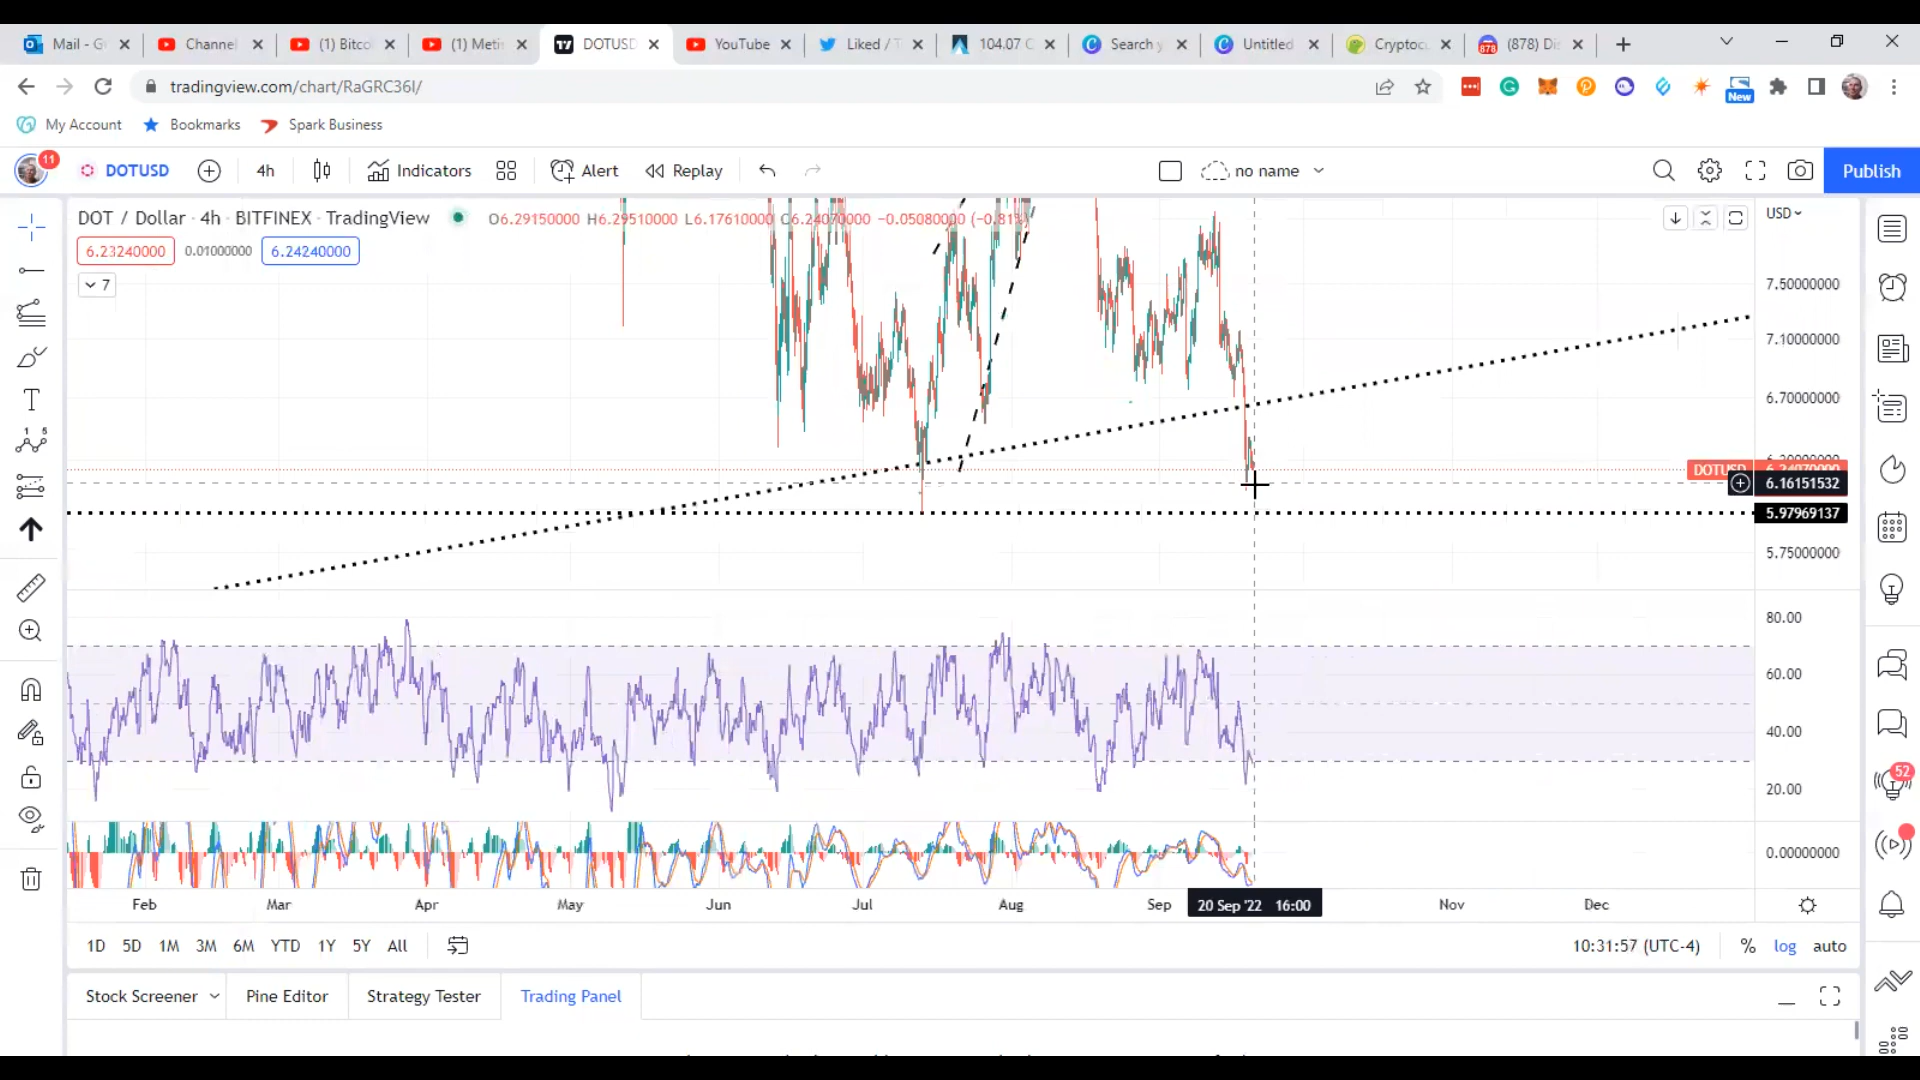 Mail - G
Channel
(1) Bitco
(1) Meti
DOTUSD
YouTube
Liked / T
104.07 C
Search y
Untitled
Cryptocu
(878) Di
tradingview.com/chart/RaGRC36I/
New
My Account
Bookmarks
Spark Business
11
DOTUSD
4h
Indicators
Alert
Replay
no name
Publish
DOT / Dollar · 4h · BITFINEX · TradingView
O6.29150000 H6.29510000 L6.17610000 C6.24070000 −0.05080000 (−0.81%)
USD
6.23240000
0.01000000
6.24240000
7
7.50000000
7.10000000
6.70000000
DOTUSD
6.24070000
6.16151532
5.97969137
5.75000000
80.00
60.00
40.00
20.00
0.00000000
52
Feb
Mar
Apr
May
Jun
Jul
Aug
Sep
20 Sep '22 16:00
Nov
Dec
1D
5D
1M
3M
6M
YTD
1Y
5Y
All
10:31:57 (UTC-4)
%
log
auto
Stock Screener
Pine Editor
Strategy Tester
Trading Panel